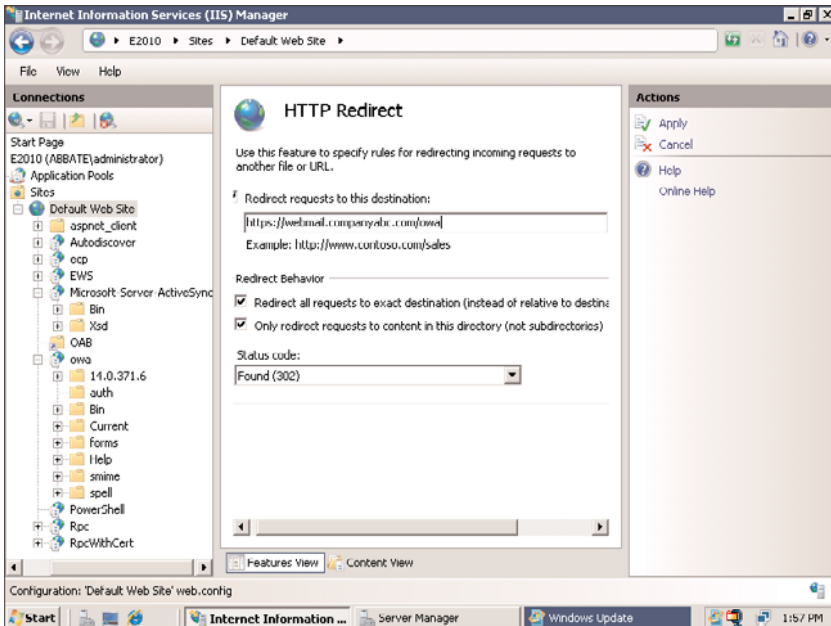 Internet Information Services (IIS) Manager
E2010 Sites Default Web Site
File View Help
Connections
Start Page
E2010 (ABBATE\administrator)
Application Pools
Sites
Default Web Site
aspnet_client
Autodiscover
ecp
EWS
Microsoft-Server-ActiveSync
Bin
Xsd
OAB
owa
14.0.371.6
auth
Bin
Current
forms
Help
smime
spell
PowerShell
Rpc
RpcWithCert
HTTP Redirect
Use this feature to specify rules for redirecting incoming requests to
another file or URL.
Redirect requests to this destination:
https://webmail.companyabc.com/owa
Example: http://www.contoso.com/sales
Redirect Behavior
Redirect all requests to exact destination (instead of relative to destina
Only redirect requests to content in this directory (not subdirectories)
Status code:
Found (302)
Features View Content View
Actions
Apply
Cancel
Help
Online Help
Configuration: 'Default Web Site' web.config
Start Internet Information ... Server Manager Windows Update 1:57 PM